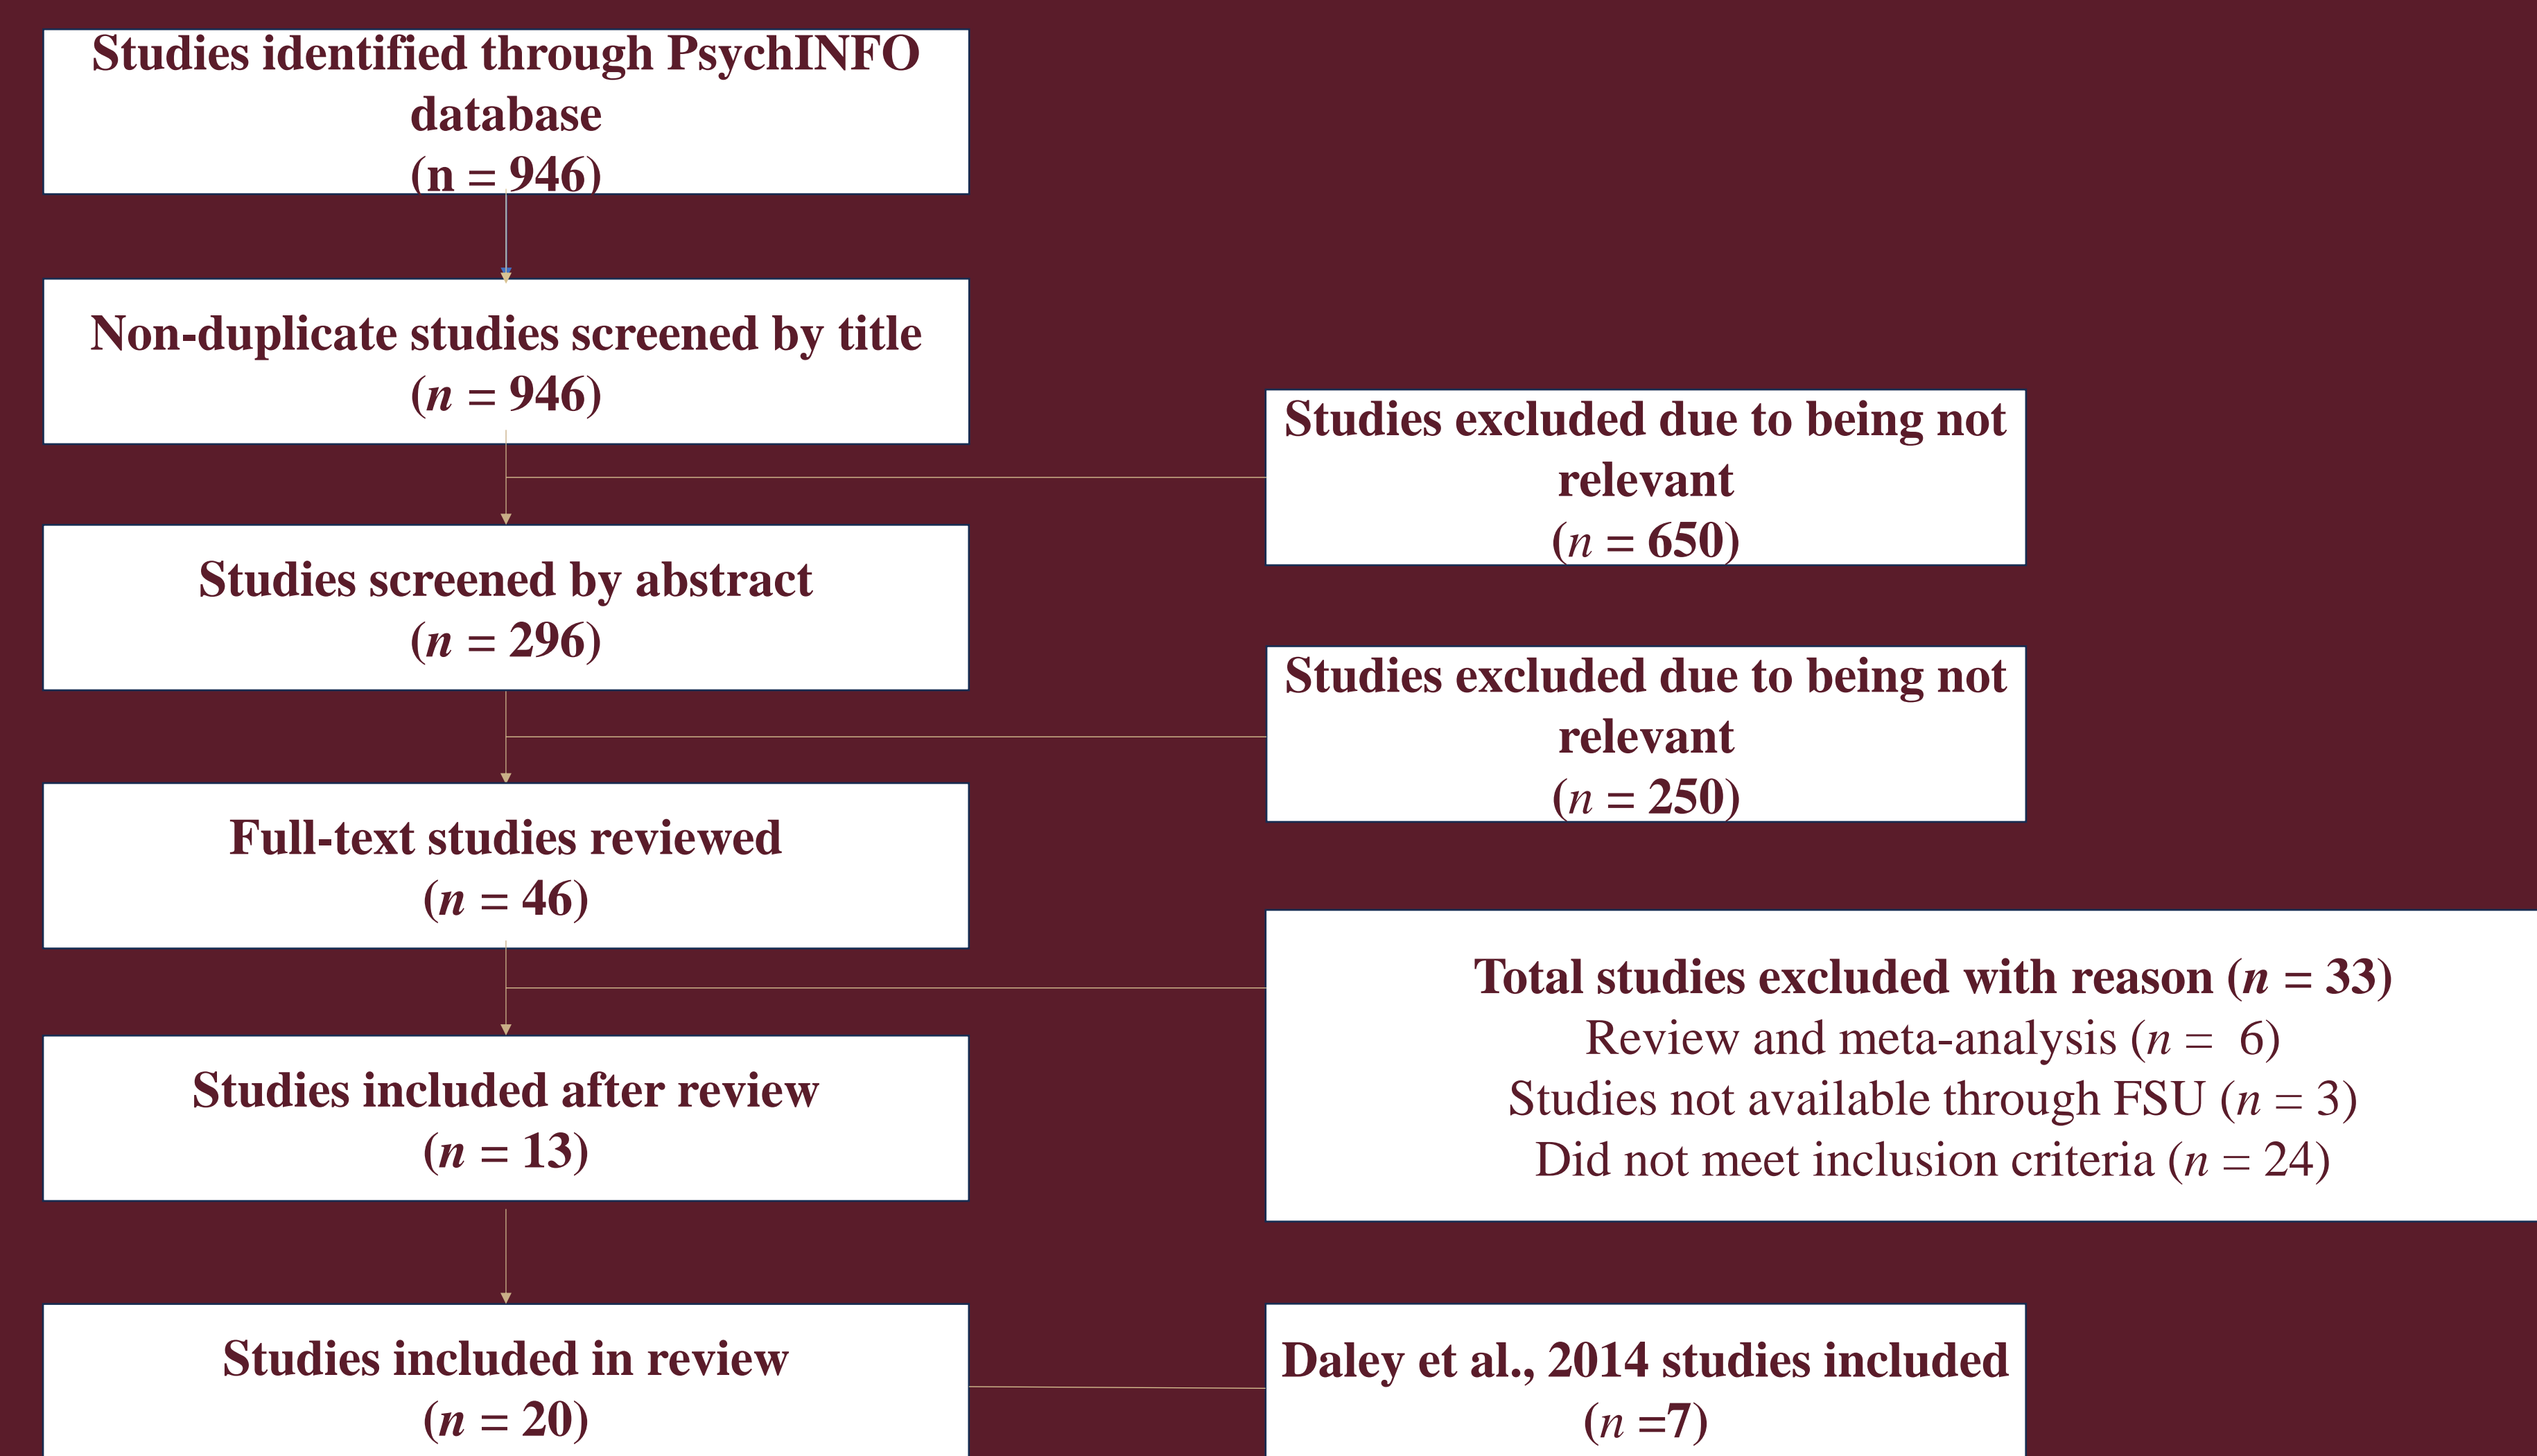 Studies identified through PsychINFO
database
(n = 946)
Non-duplicate studies screened by title
(n = 946)
Studies excluded due to being not
relevant
(n = 650)
Studies screened by abstract
(n = 296)
Studies excluded due to being not
relevant
(n = 250)
Full-text studies reviewed
(n = 46)
Total studies excluded with reason (n = 33)
Review and meta-analysis (n =  6)
Studies not available through FSU (n = 3)
Did not meet inclusion criteria (n = 24)
Studies included after review
(n = 13)
Studies included in review
(n = 20)
Daley et al., 2014 studies included
(n =7)